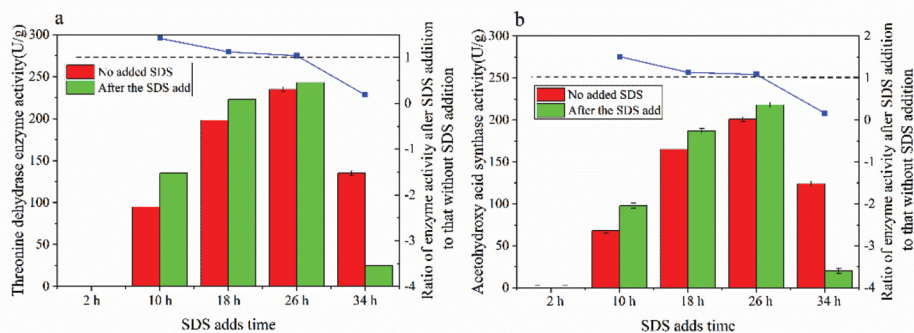 a
Threonine dehydrase enzyme activity(U/g)
300
250
200
150
100
50
0
No added SDS
After the SDS add
1
0
-1
-2
-3
-4
Ratio of enzyme activity after SDS addition
to that without SDS addition
2 h
10 h
18 h
26 h
34 h
SDS adds time
b
Acetohydroxy acid synthase activity(U/g)
300
250
200
150
100
50
0
No added SDS
After the SDS add
2
1
0
-1
-2
-3
-4
Ratio of enzyme activity after SDS addition
to that without SDS addition
2 h
10 h
18 h
26 h
34 h
SDS adds time